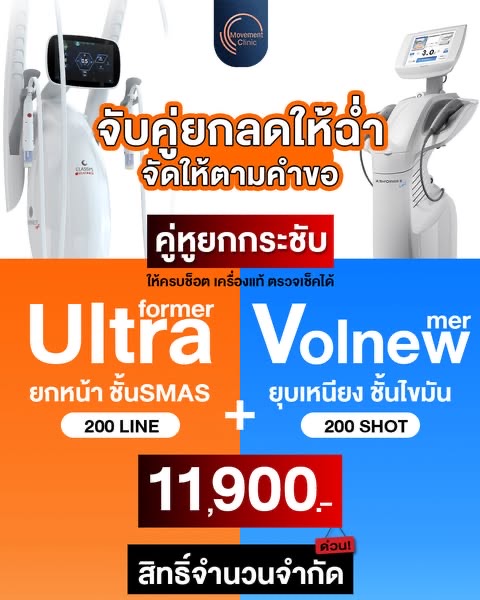 Movement
Clinic
จับคู่ยกลดให้ฉ่ำ
จัดให้ตามคำขอ
คู่หูยกกระชับ
ให้ครบช็อต เครื่องแท้ ตรวจเช็คได้
Ultraformer
ยกหน้า ชั้นSMAS
200 LINE
+
Volnewmer
ยุบเหนียง ชั้นไขมัน
200 SHOT
11,900.-
ด่วน!
สิทธิ์จำนวนจำกัด